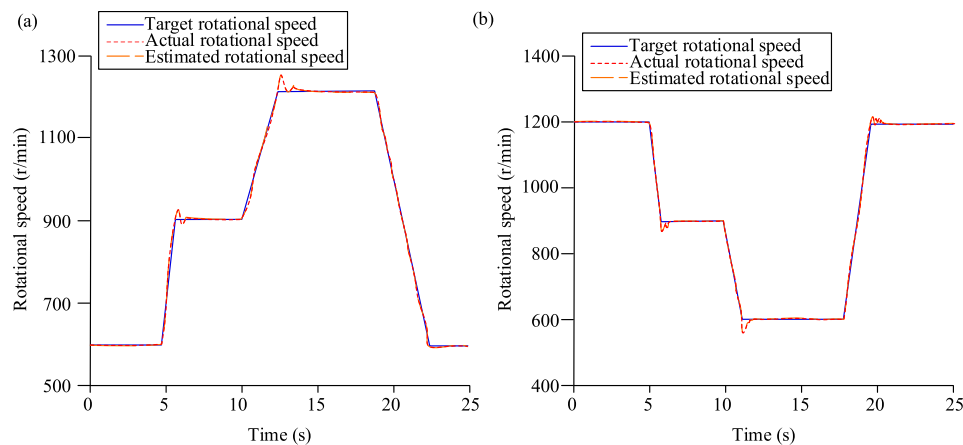 (a)
Target rotational speed
Actual rotational speed
Estimated rotational speed
1300
1100
900
700
500
Rotational speed (r/min)
0
5
10
15
20
25
Time (s)
(b)
Target rotational speed
Actual rotational speed
Estimated rotational speed
1400
1200
1000
800
600
400
Rotational speed (r/min)
0
5
10
15
20
25
Time (s)